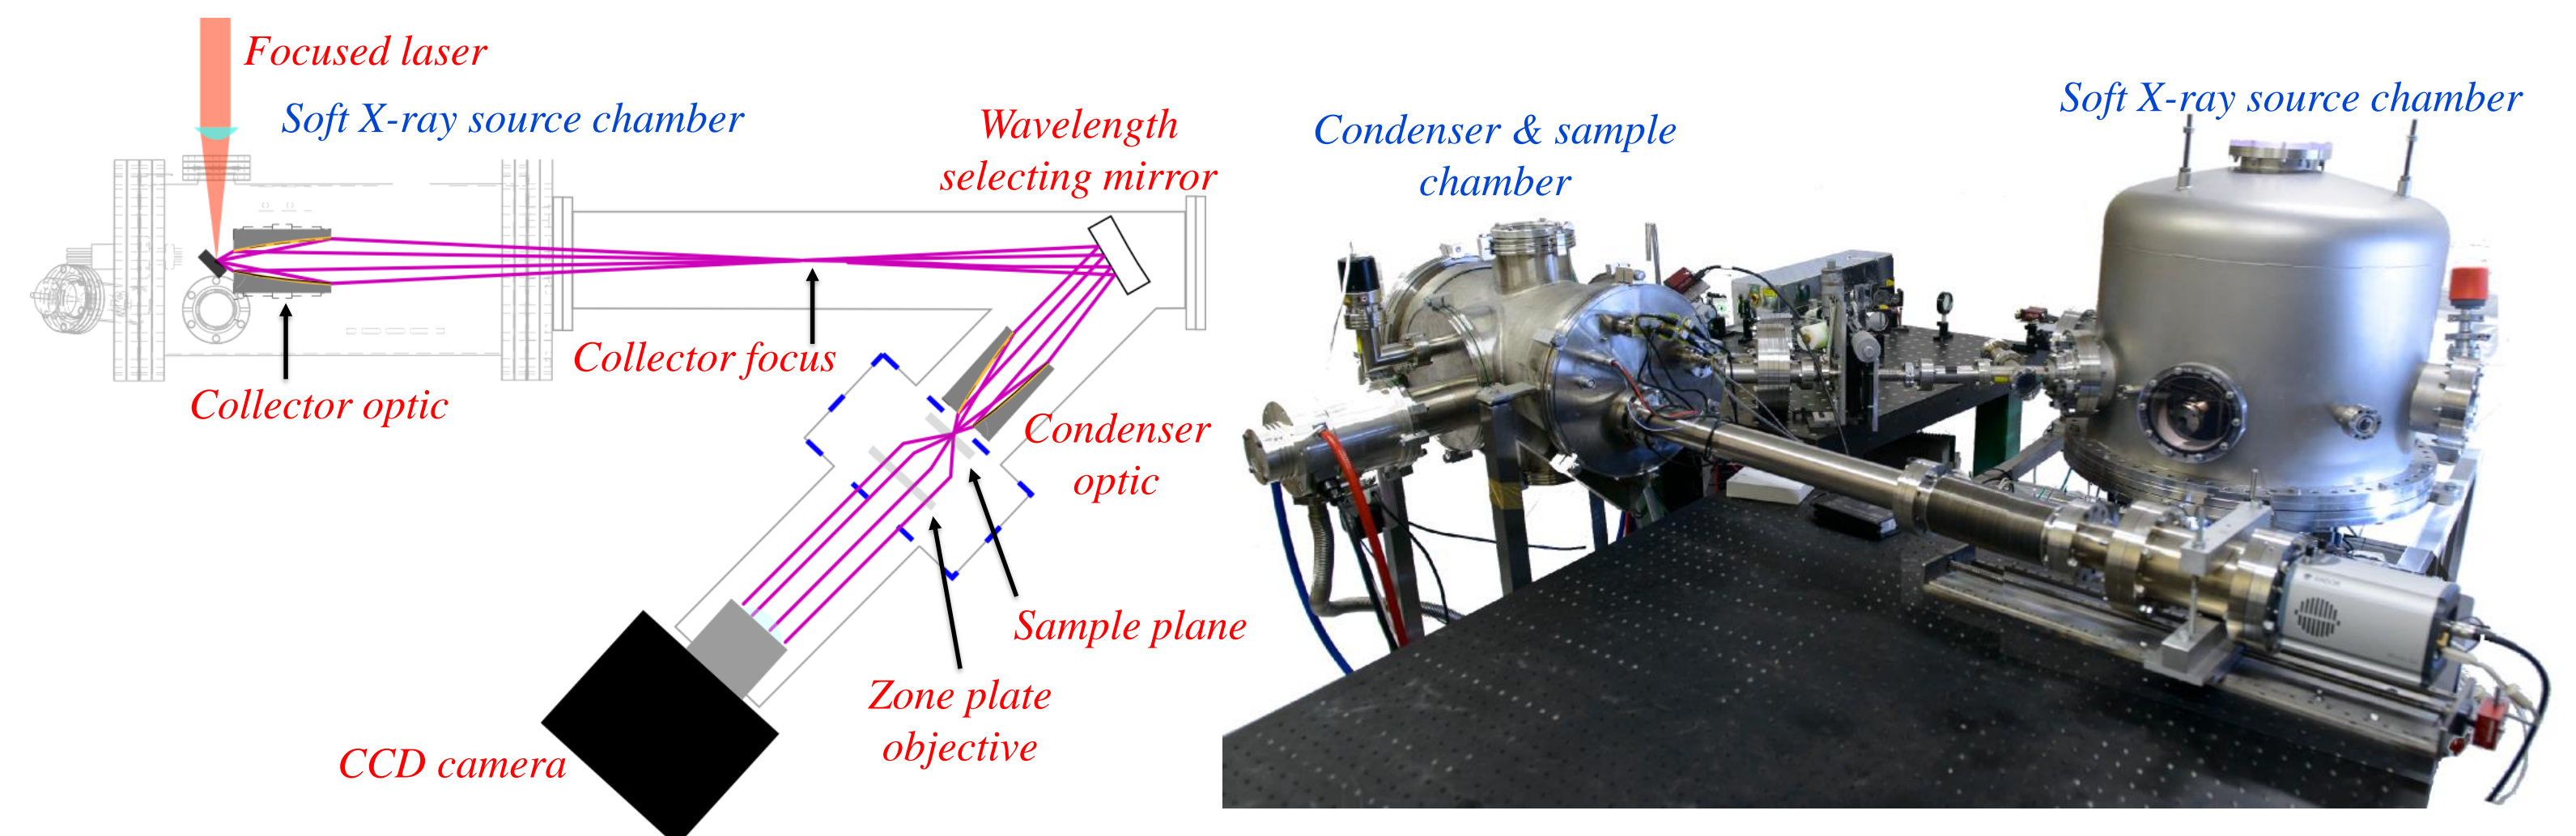 Focused laser
Soft X-ray source chamber
Wavelength
selecting mirror
Collector focus
Collector optic
Condenser
optic
Sample plane
Zone plate
objective
CCD camera
Condenser & sample
chamber
Soft X-ray source chamber